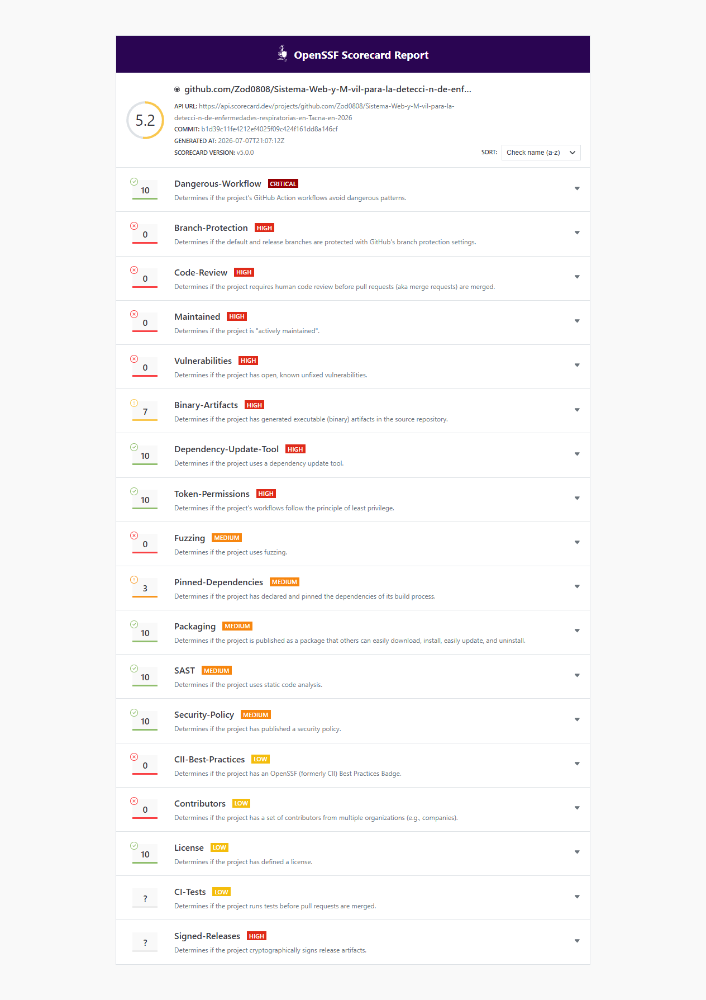 OpenSSF Scorecard Report
github.com/Zod0808/Sistema-Web-y-M-vil-para-la-detecci-n-de-enf...
5.2
API URL: https://api.scorecard.dev/projects/github.com/Zod0808/Sistema-Web-y-M-vil-para-la-
detecci-n-de-enfermedades-respiratorias-en-Tacna-en-2026
COMMIT: b1d39c11fe4212ef4025f09c424f161dd8a146cf
GENERATED AT: 2026-07-07T21:07:12Z
SCORECARD VERSION: v5.0.0
SORT: Check name (a-z)
10 Dangerous-Workflow CRITICAL
Determines if the project's GitHub Action workflows avoid dangerous patterns.
0 Branch-Protection HIGH
Determines if the default and release branches are protected with GitHub's branch protection settings.
0 Code-Review HIGH
Determines if the project requires human code review before pull requests (aka merge requests) are merged.
0 Maintained HIGH
Determines if the project is "actively maintained".
0 Vulnerabilities HIGH
Determines if the project has open, known unfixed vulnerabilities.
7 Binary-Artifacts HIGH
Determines if the project has generated executable (binary) artifacts in the source repository.
10 Dependency-Update-Tool HIGH
Determines if the project uses a dependency update tool.
10 Token-Permissions HIGH
Determines if the project's workflows follow the principle of least privilege.
0 Fuzzing MEDIUM
Determines if the project uses fuzzing.
3 Pinned-Dependencies MEDIUM
Determines if the project has declared and pinned the dependencies of its build process.
10 Packaging MEDIUM
Determines if the project is published as a package that others can easily download, install, easily update, and uninstall.
10 SAST MEDIUM
Determines if the project uses static code analysis.
10 Security-Policy MEDIUM
Determines if the project has published a security policy.
0 CII-Best-Practices LOW
Determines if the project has an OpenSSF (formerly CII) Best Practices Badge.
0 Contributors LOW
Determines if the project has a set of contributors from multiple organizations (e.g., companies).
10 License LOW
Determines if the project has defined a license.
? CI-Tests LOW
Determines if the project runs tests before pull requests are merged.
? Signed-Releases HIGH
Determines if the project cryptographically signs release artifacts.